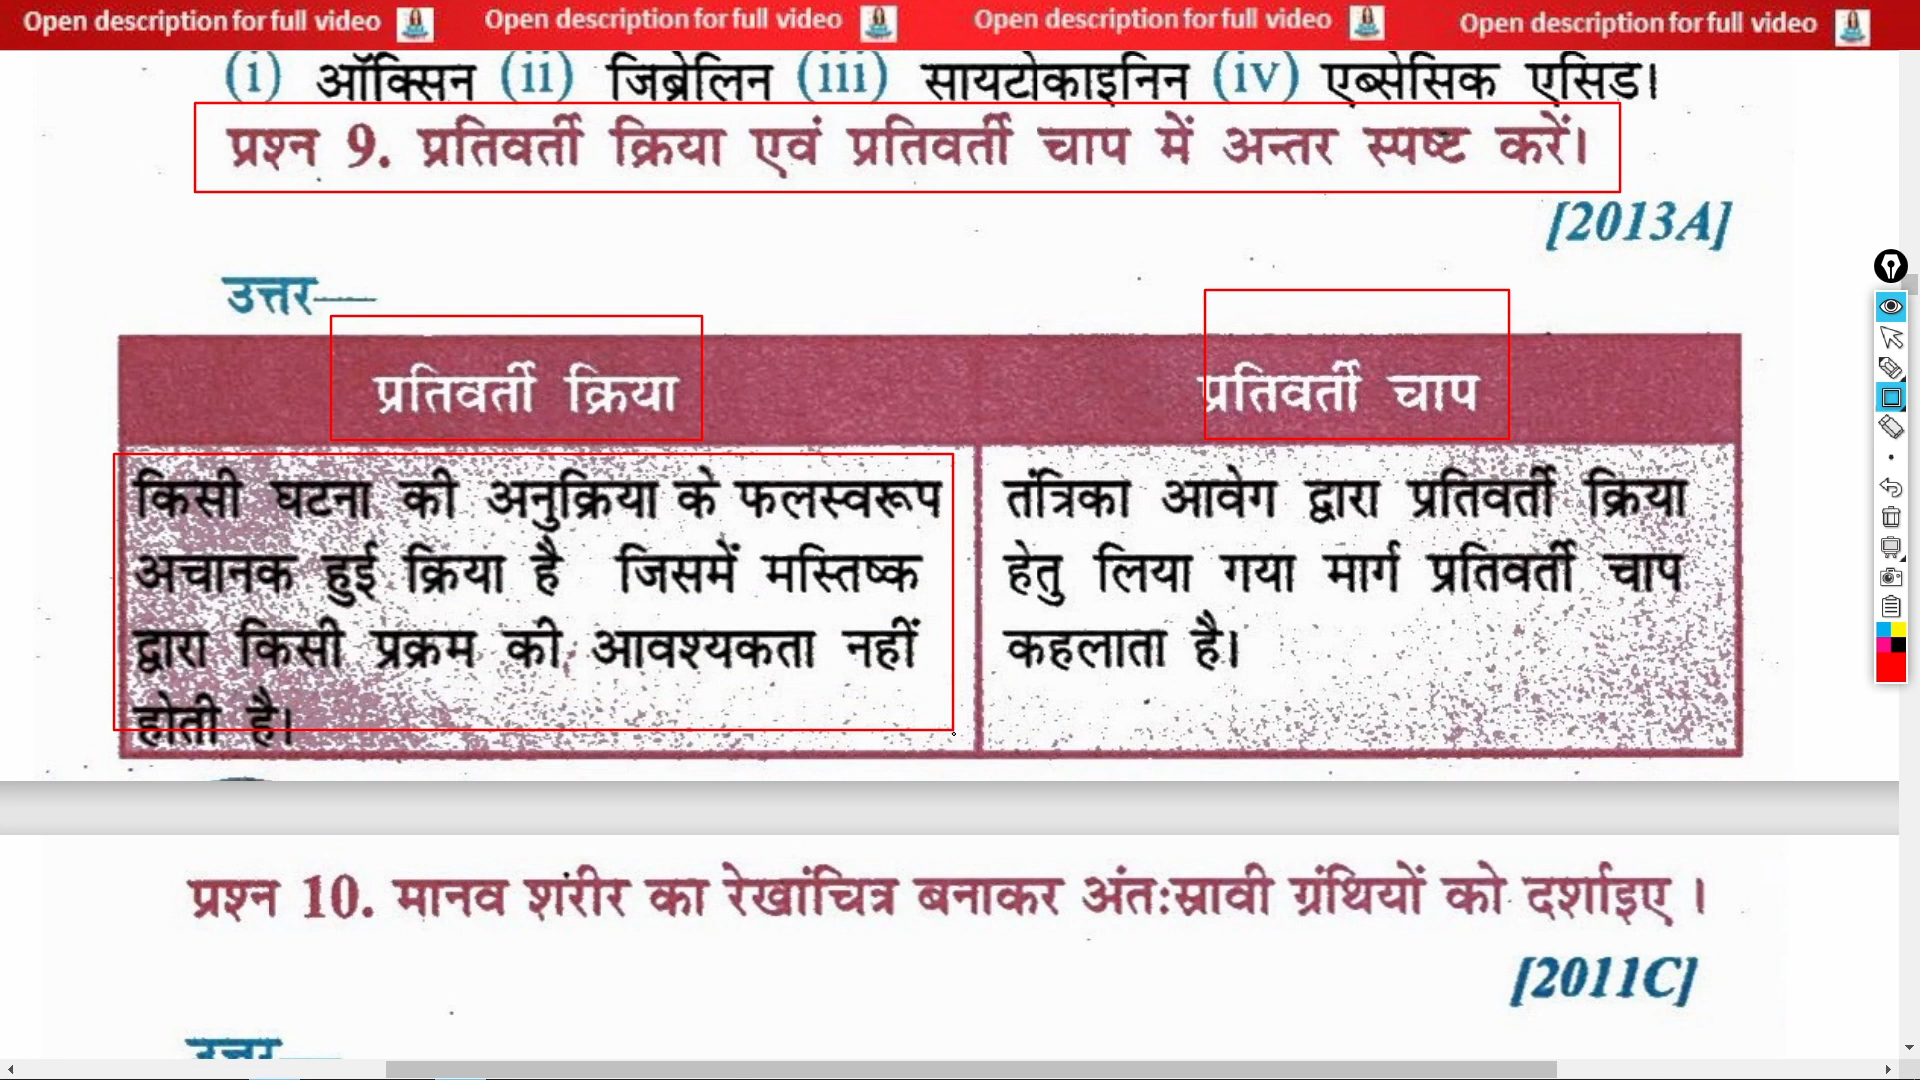 Open description for full video Open description for full video Open description for full video Open description for full video
(i) ऑक्सिन (ii) जिब्रेलिन (iii) सायटोकाइनिन (iv) एब्सेसिक एसिड।
प्रश्न 9. प्रतिवर्ती क्रिया एवं प्रतिवर्ती चाप में अन्तर स्पष्ट करें।
[2013A]
उत्तर—
प्रतिवर्ती क्रिया
किसी घटना की अनुक्रिया के फलस्वरूप
अचानक हुई क्रिया है जिसमें मस्तिष्क
द्वारा किसी प्रक्रम की आवश्यकता नहीं
होती है।
प्रतिवर्ती चाप
तंत्रिका आवेग द्वारा प्रतिवर्ती क्रिया
हेतु लिया गया मार्ग प्रतिवर्ती चाप
कहलाता है।
प्रश्न 10. मानव शरीर का रेखांचित्र बनाकर अंतःस्रावी ग्रंथियों को दर्शाइए ।
[2011C]
उत्तर—